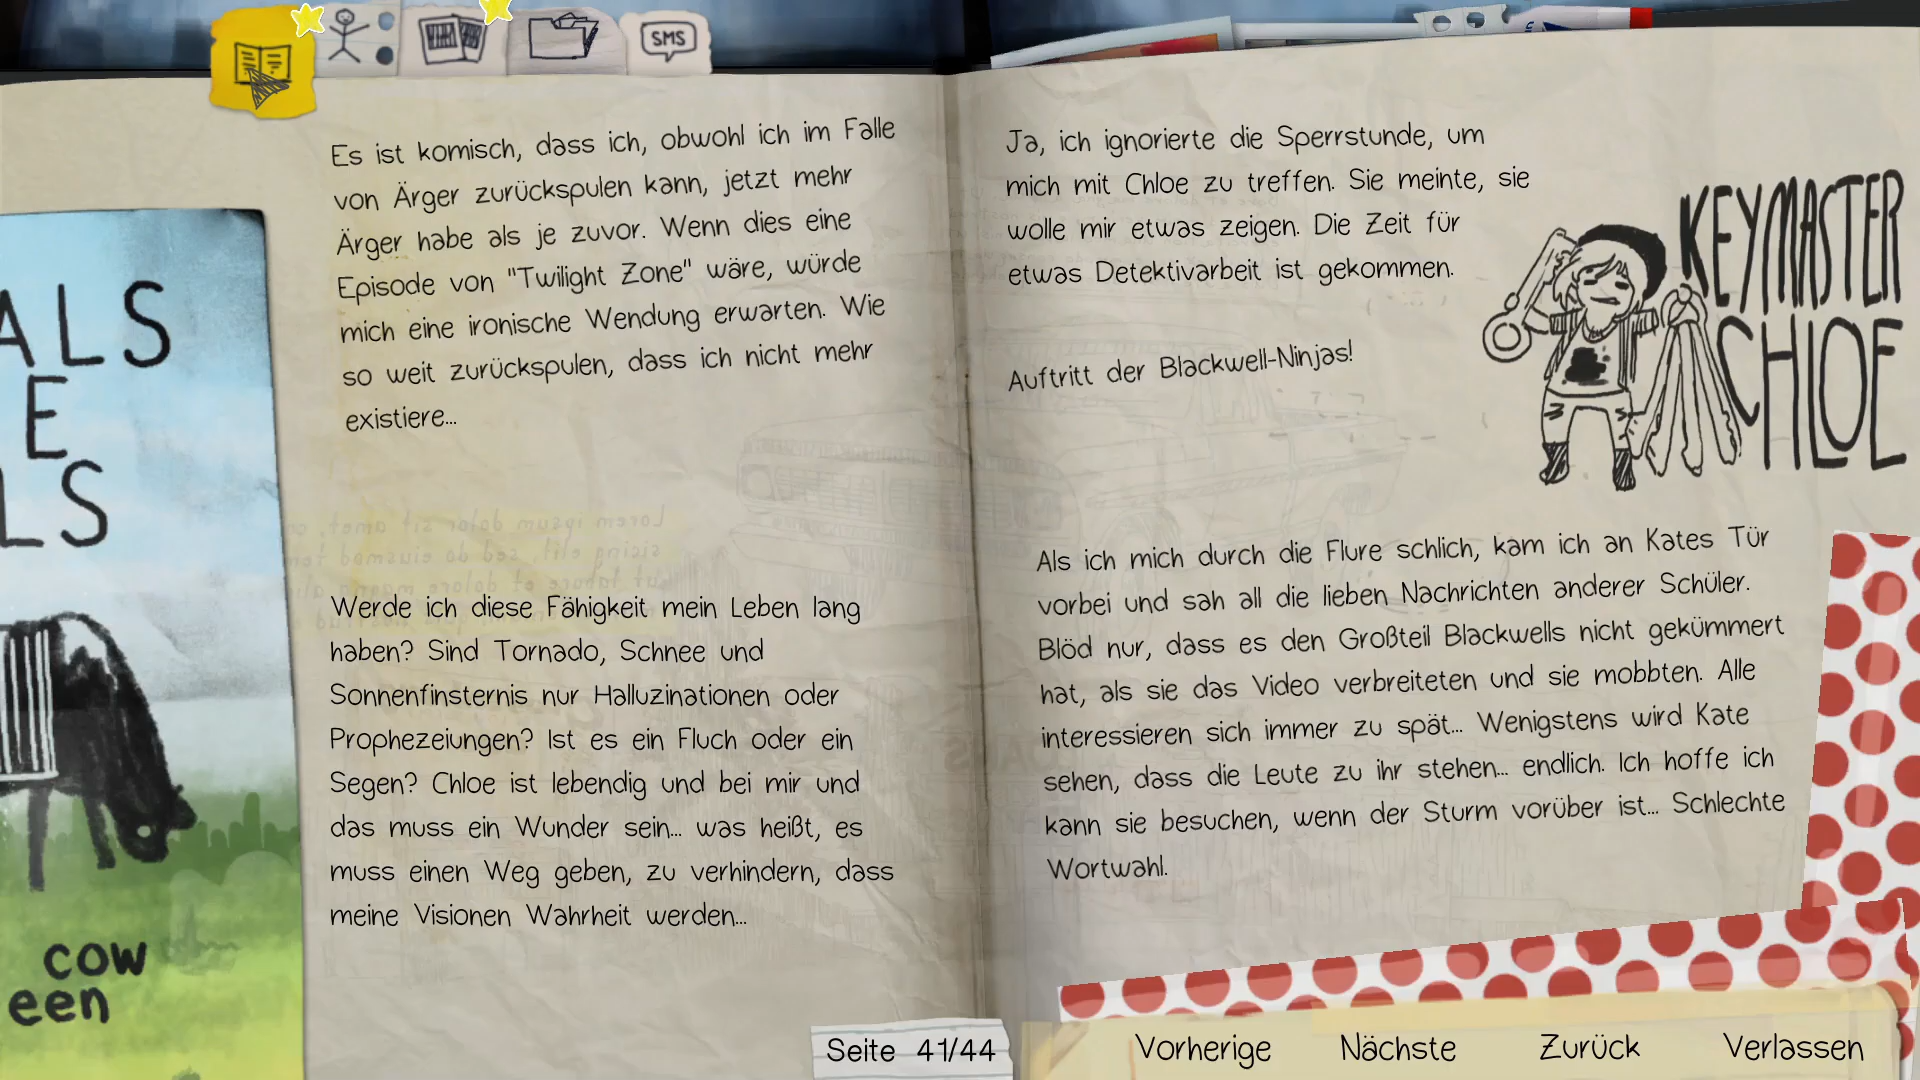 SMS
ALS
E
LS
cow
een
Es ist komisch, dass ich, obwohl ich im Falle
von Ärger zurückspulen kann, jetzt mehr
Ärger habe als je zuvor. Wenn dies eine
Episode von "Twilight Zone" wäre, würde
mich eine ironische Wendung erwarten. Wie
so weit zurückspulen, dass ich nicht mehr
existiere...
Werde ich diese Fähigkeit mein Leben lang
haben? Sind Tornado, Schnee und
Sonnenfinsternis nur Halluzinationen oder
Prophezeiungen? Ist es ein Fluch oder ein
Segen? Chloe ist lebendig und bei mir und
das muss ein Wunder sein... was heißt, es
muss einen Weg geben, zu verhindern, dass
meine Visionen Wahrheit werden...
Ja, ich ignorierte die Sperrstunde, um
mich mit Chloe zu treffen. Sie meinte, sie
wolle mir etwas zeigen. Die Zeit für
etwas Detektivarbeit ist gekommen.
Auftritt der Blackwell-Ninjas!
KEYMASTER
CHLOE
Als ich mich durch die Flure schlich, kam ich an Kates Tür
vorbei und sah all die lieben Nachrichten anderer Schüler.
Blöd nur, dass es den Großteil Blackwells nicht gekümmert
hat, als sie das Video verbreiteten und sie mobbten. Alle
interessieren sich immer zu spät... Wenigstens wird Kate
sehen, dass die Leute zu ihr stehen... endlich. Ich hoffe ich
kann sie besuchen, wenn der Sturm vorüber ist... Schlechte
Wortwahl.
Seite 41/44
Vorherige Nächste Zurück Verlassen